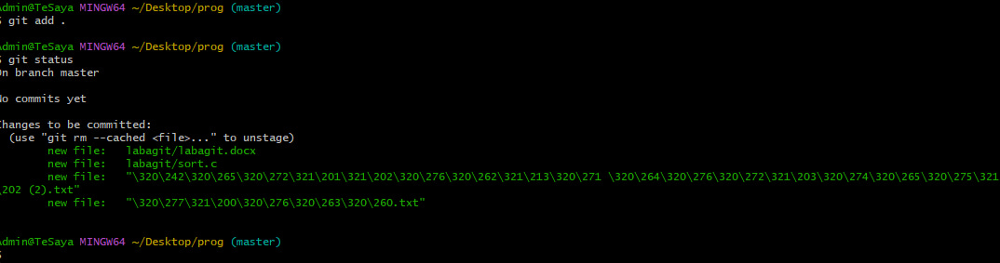 Admin@TeSaya MINGW64 ~/Desktop/prog (master)
$ git add .
Admin@TeSaya MINGW64 ~/Desktop/prog (master)
$ git status
On branch master
No commits yet
Changes to be committed:
(use "git rm --cached <file>..." to unstage)
new file: labagit/labagit.docx
new file: labagit/sort.c
new file: "\320\242\320\265\320\272\321\201\321\202\320\276\320\262\321\213\320\271 \320\264\320\276\320\272\321\203\320\274\320\265\320\275\321
\202 (2).txt"
new file: "\320\277\321\200\320\276\320\263\320\260.txt"
Admin@TeSaya MINGW64 ~/Desktop/prog (master)
$